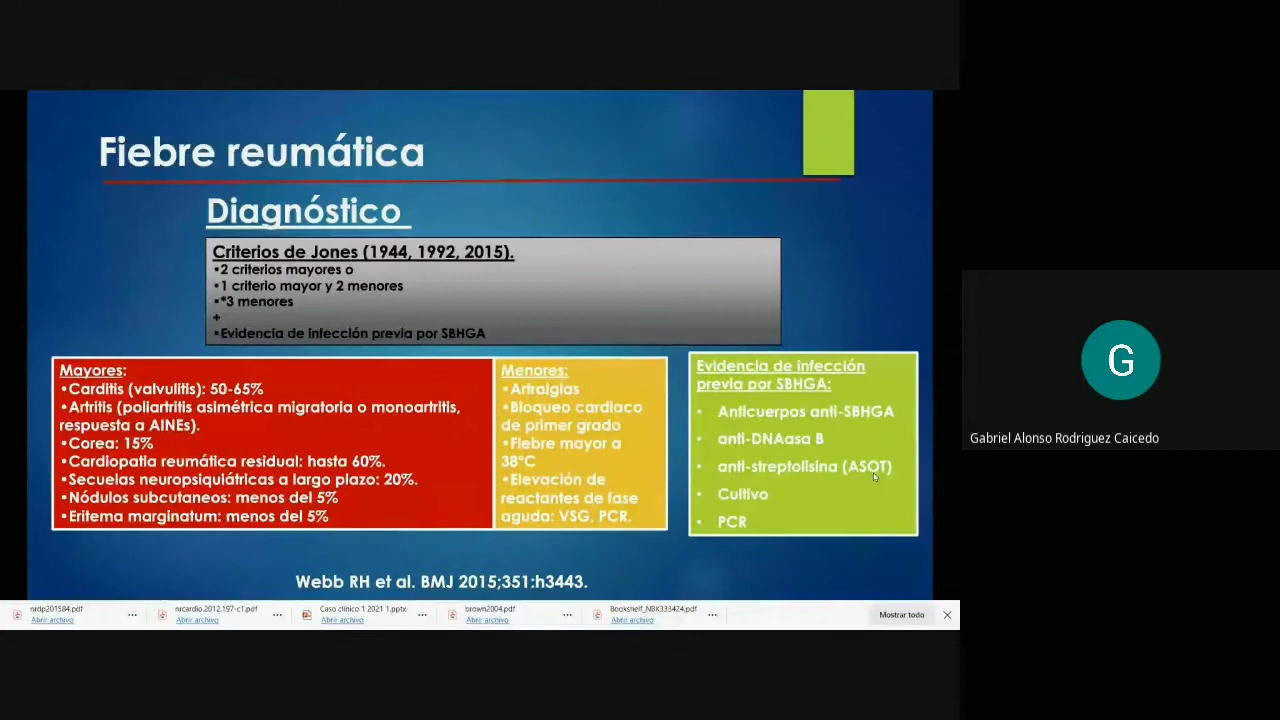 Fiebre reumática
Diagnóstico
Criterios de Jones (1944, 1992, 2015).
•2 criterios mayores o
•1 criterio mayor y 2 menores
•*3 menores
+
•Evidencia de infección previa por SBHGA
Mayores:
•Carditis (valvulitis): 50-65%
•Artritis (poliartritis asimétrica migratoria o monoartritis,
respuesta a AINEs).
•Corea: 15%
•Cardiopatia reumática residual: hasta 60%.
•Secuelas neuropsiquiátricas a largo plazo: 20%.
•Nódulos subcutaneos: menos del 5%
•Eritema marginatum: menos del 5%
Menores:
•Artralgias
•Bloqueo cardiaco
de primer grado
•Fiebre mayor a
38°C
•Elevación de
reactantes de fase
aguda: VSG, PCR.
Evidencia de infección
previa por SBHGA:
• Anticuerpos anti-SBHGA
• anti-DNAasa B
• anti-streptolisina (ASOT)
• Cultivo
• PCR
Webb RH et al. BMJ 2015;351:h3443.
nrdp201584.pdf
Abrir archivo
nrcardio.2012.197-c1.pdf
Abrir archivo
Caso clínico 1 2021 1.pptx
Abrir archivo
brown2004.pdf
Abrir archivo
Bookshelf_NBK333424.pdf
Abrir archivo
Mostrar todo
G
Gabriel Alonso Rodriguez Caicedo